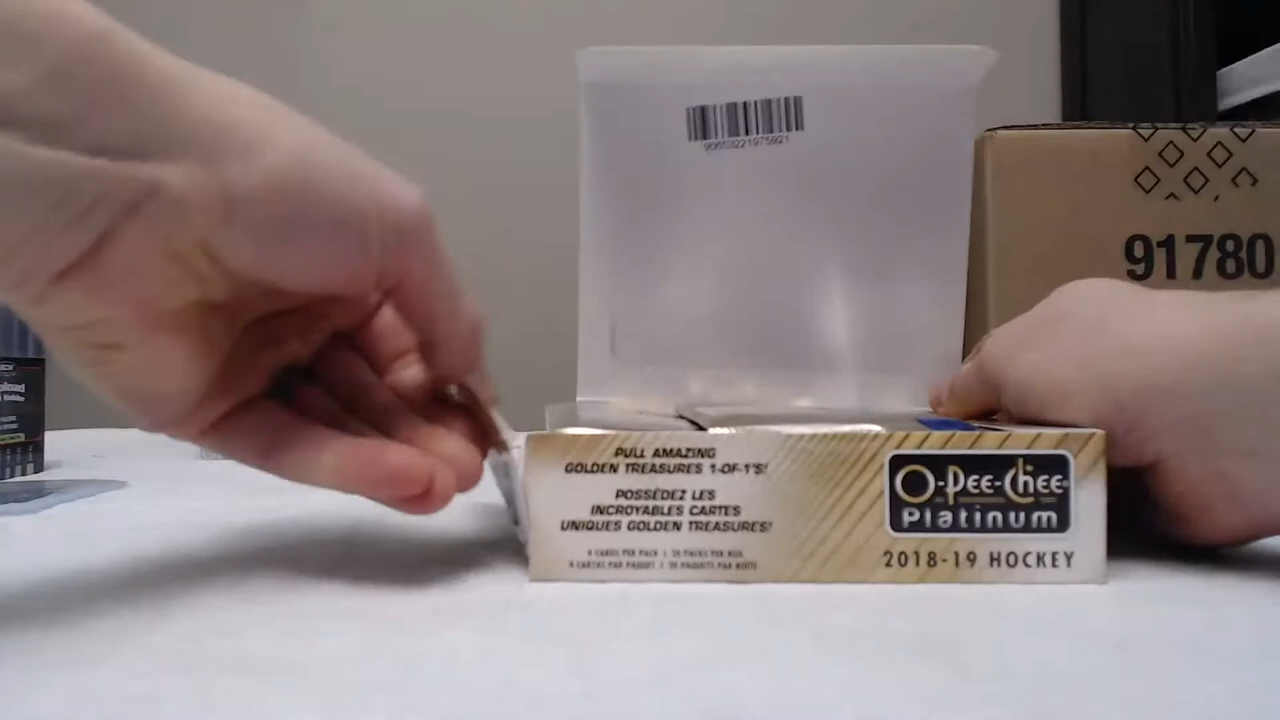 91780
PULL AMAZING
GOLDEN TREASURES 1-OF-1'S!
POSSÉDEZ LES
INCROYABLES CARTES
UNIQUES GOLDEN TREASURES!
O-Pee-Chee
Platinum
2018-19 HOCKEY